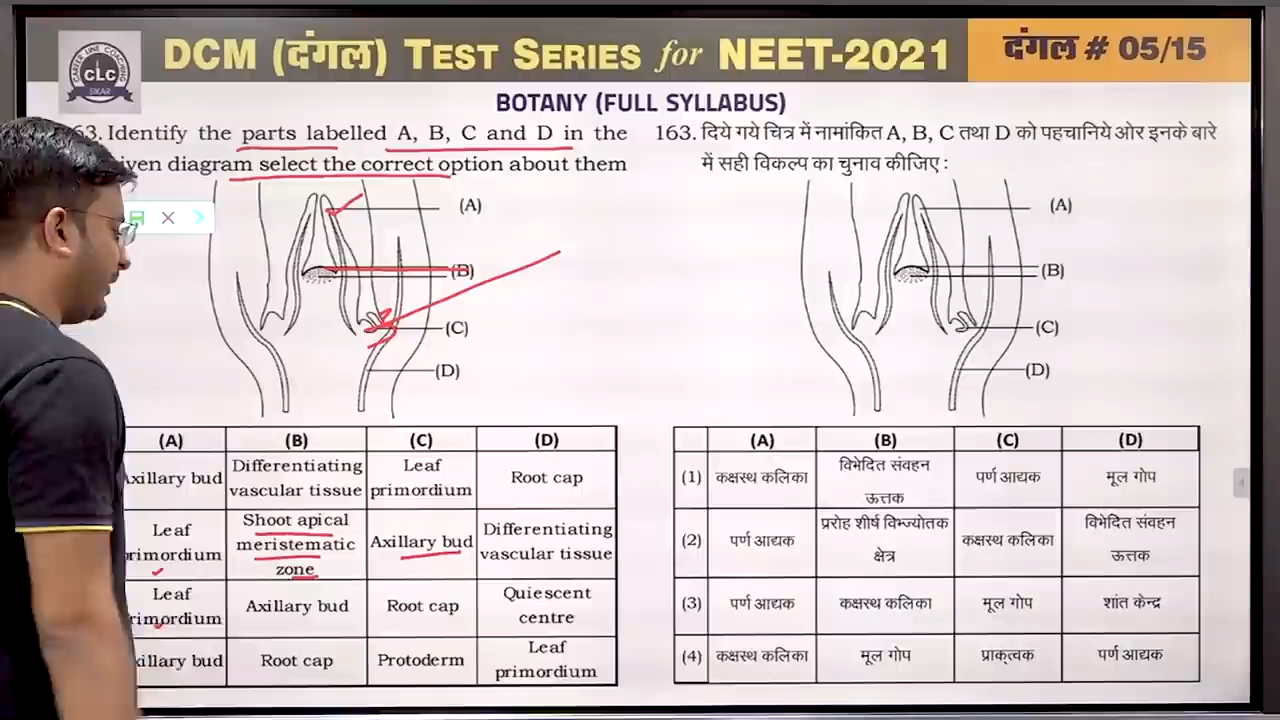 DCM (दंगल) TEST SERIES for NEET-2021
दंगल # 05/15
CAREER LINE COACHING
CLC
SIKAR
BOTANY (FULL SYLLABUS)
63. Identify the parts labelled A, B, C and D in the
ven diagram select the correct option about them
(A)
(B)
(C)
(D)
(A) (B) (C) (D)
Axillary bud Differentiating vascular tissue Leaf primordium Root cap
Leaf rimordium Shoot apical meristematic zone Axillary bud Differentiating vascular tissue
Leaf rimordium Axillary bud Root cap Quiescent centre
xillary bud Root cap Protoderm Leaf primordium
163. दिये गये चित्र में नामांकित A, B, C तथा D को पहचानिये ओर इनके बारे
में सही विकल्प का चुनाव कीजिए :
(A)
(B)
(C)
(D)
(A) (B) (C) (D)
(1) कक्षस्थ कलिका विभेदित संवहन ऊत्तक पर्ण आद्यक मूल गोप
(2) पर्ण आद्यक प्ररोह शीर्ष विभ्ज्योतक क्षेत्र कक्षस्थ कलिका विभेदित संवहन ऊत्तक
(3) पर्ण आद्यक कक्षस्थ कलिका मूल गोप शांत केन्द्र
(4) कक्षस्थ कलिका मूल गोप प्राक्त्वक पर्ण आद्यक